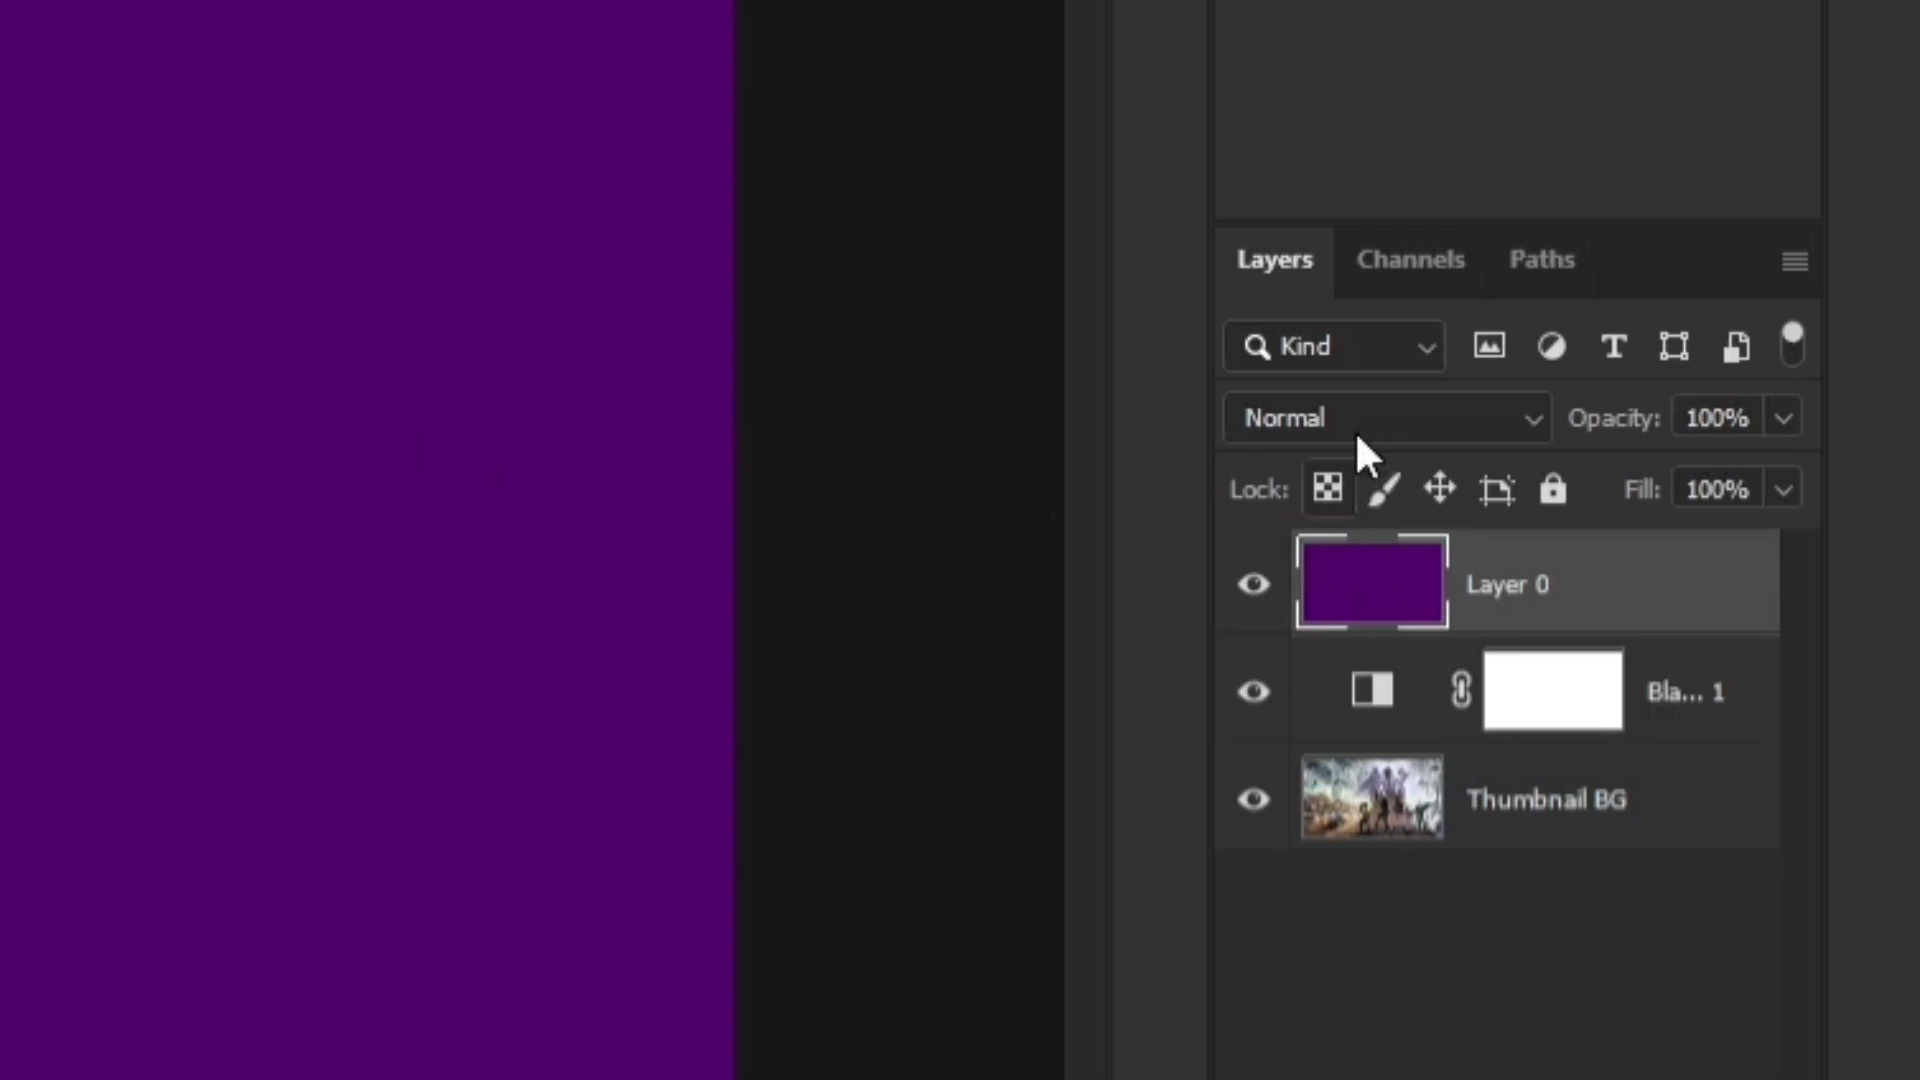 Layers Channels Paths
Kind
Normal Opacity: 100%
Lock: Fill: 100%
Layer 0
Bla... 1
Thumbnail BG